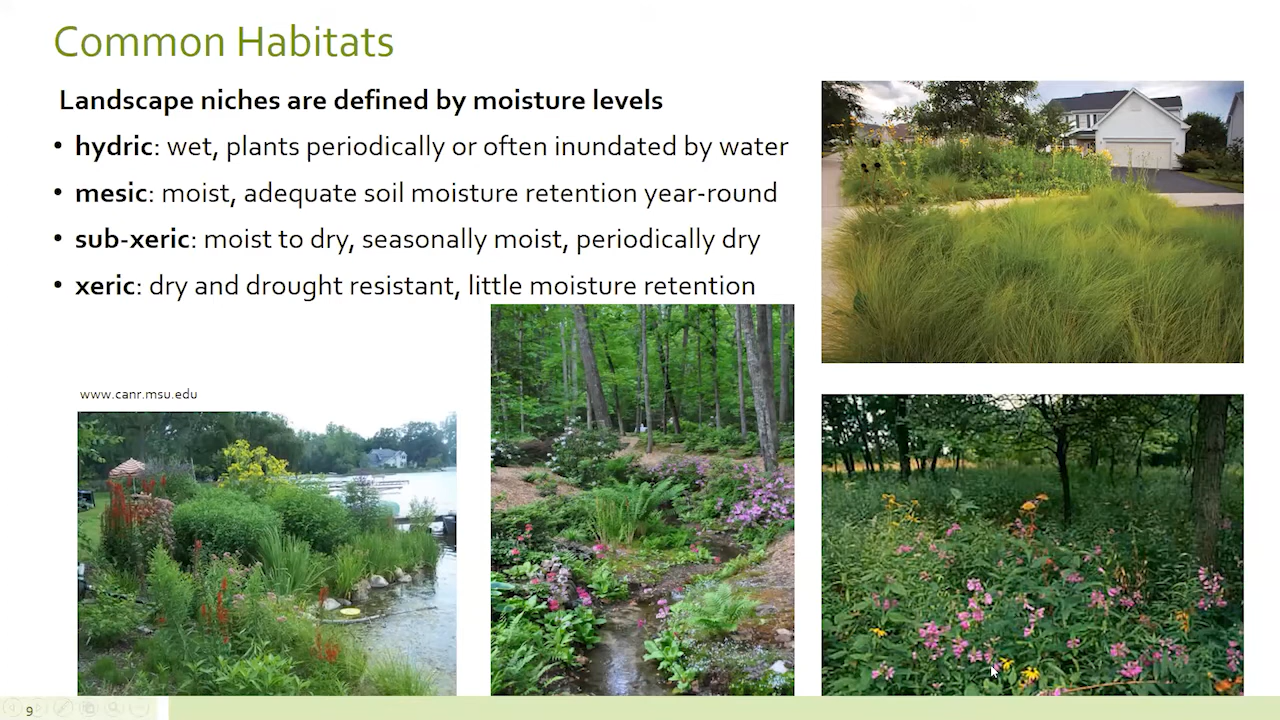 Common Habitats
Landscape niches are defined by moisture levels
• hydric: wet, plants periodically or often inundated by water
• mesic: moist, adequate soil moisture retention year-round
• sub-xeric: moist to dry, seasonally moist, periodically dry
• xeric: dry and drought resistant, little moisture retention
www.canr.msu.edu
9